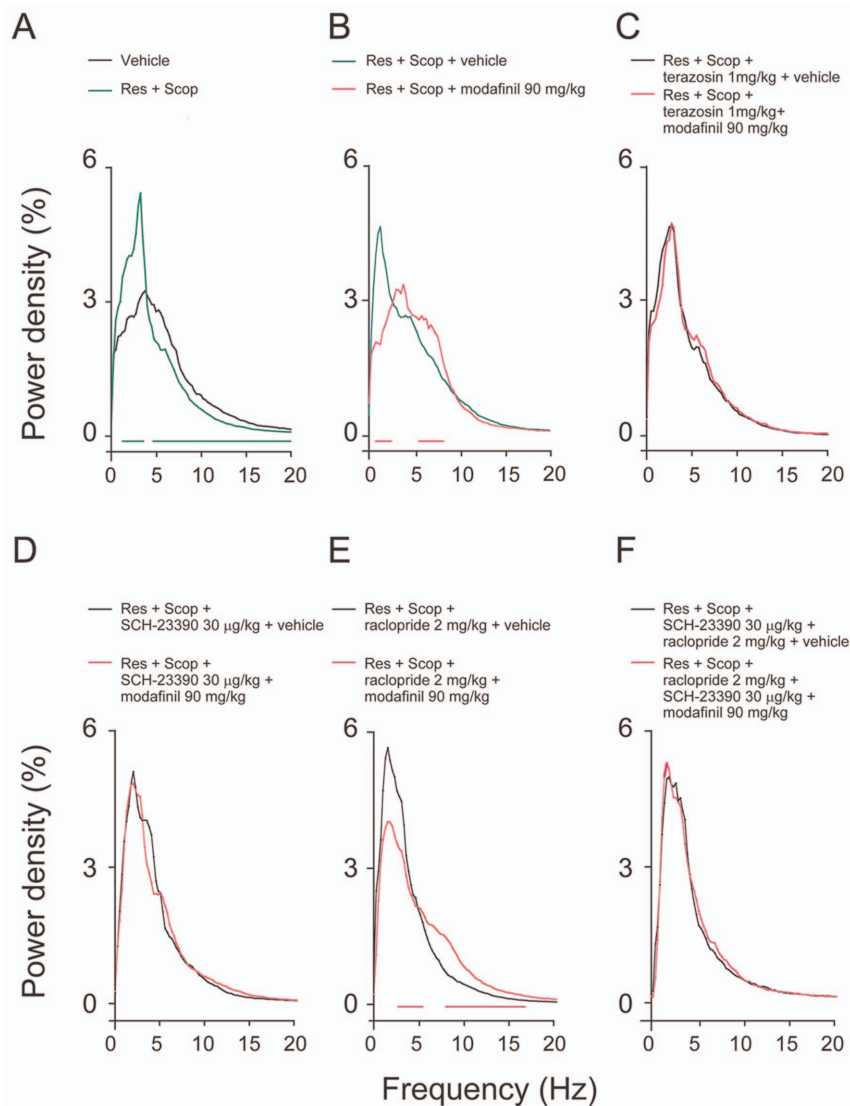 A
Vehicle
Res + Scop
B
Res + Scop + vehicle
Res + Scop + modafinil 90 mg/kg
C
Res + Scop +
terazosin 1mg/kg + vehicle
Res + Scop +
terazosin 1mg/kg+
modafinil 90 mg/kg
Power density (%)
6
3
0
0 5 10 15 20
6
3
0
0 5 10 15 20
6
3
0
0 5 10 15 20
D
Res + Scop +
SCH-23390 30 µg/kg + vehicle
Res + Scop +
SCH-23390 30 µg/kg +
modafinil 90 mg/kg
E
Res + Scop +
raclopride 2 mg/kg + vehicle
Res + Scop +
raclopride 2 mg/kg +
modafinil 90 mg/kg
F
Res + Scop +
SCH-23390 30 µg/kg +
raclopride 2 mg/kg + vehicle
Res + Scop +
raclopride 2 mg/kg +
SCH-23390 30 µg/kg +
modafinil 90 mg/kg
Power density (%)
6
3
0
0 5 10 15 20
6
3
0
0 5 10 15 20
6
3
0
0 5 10 15 20
Frequency (Hz)